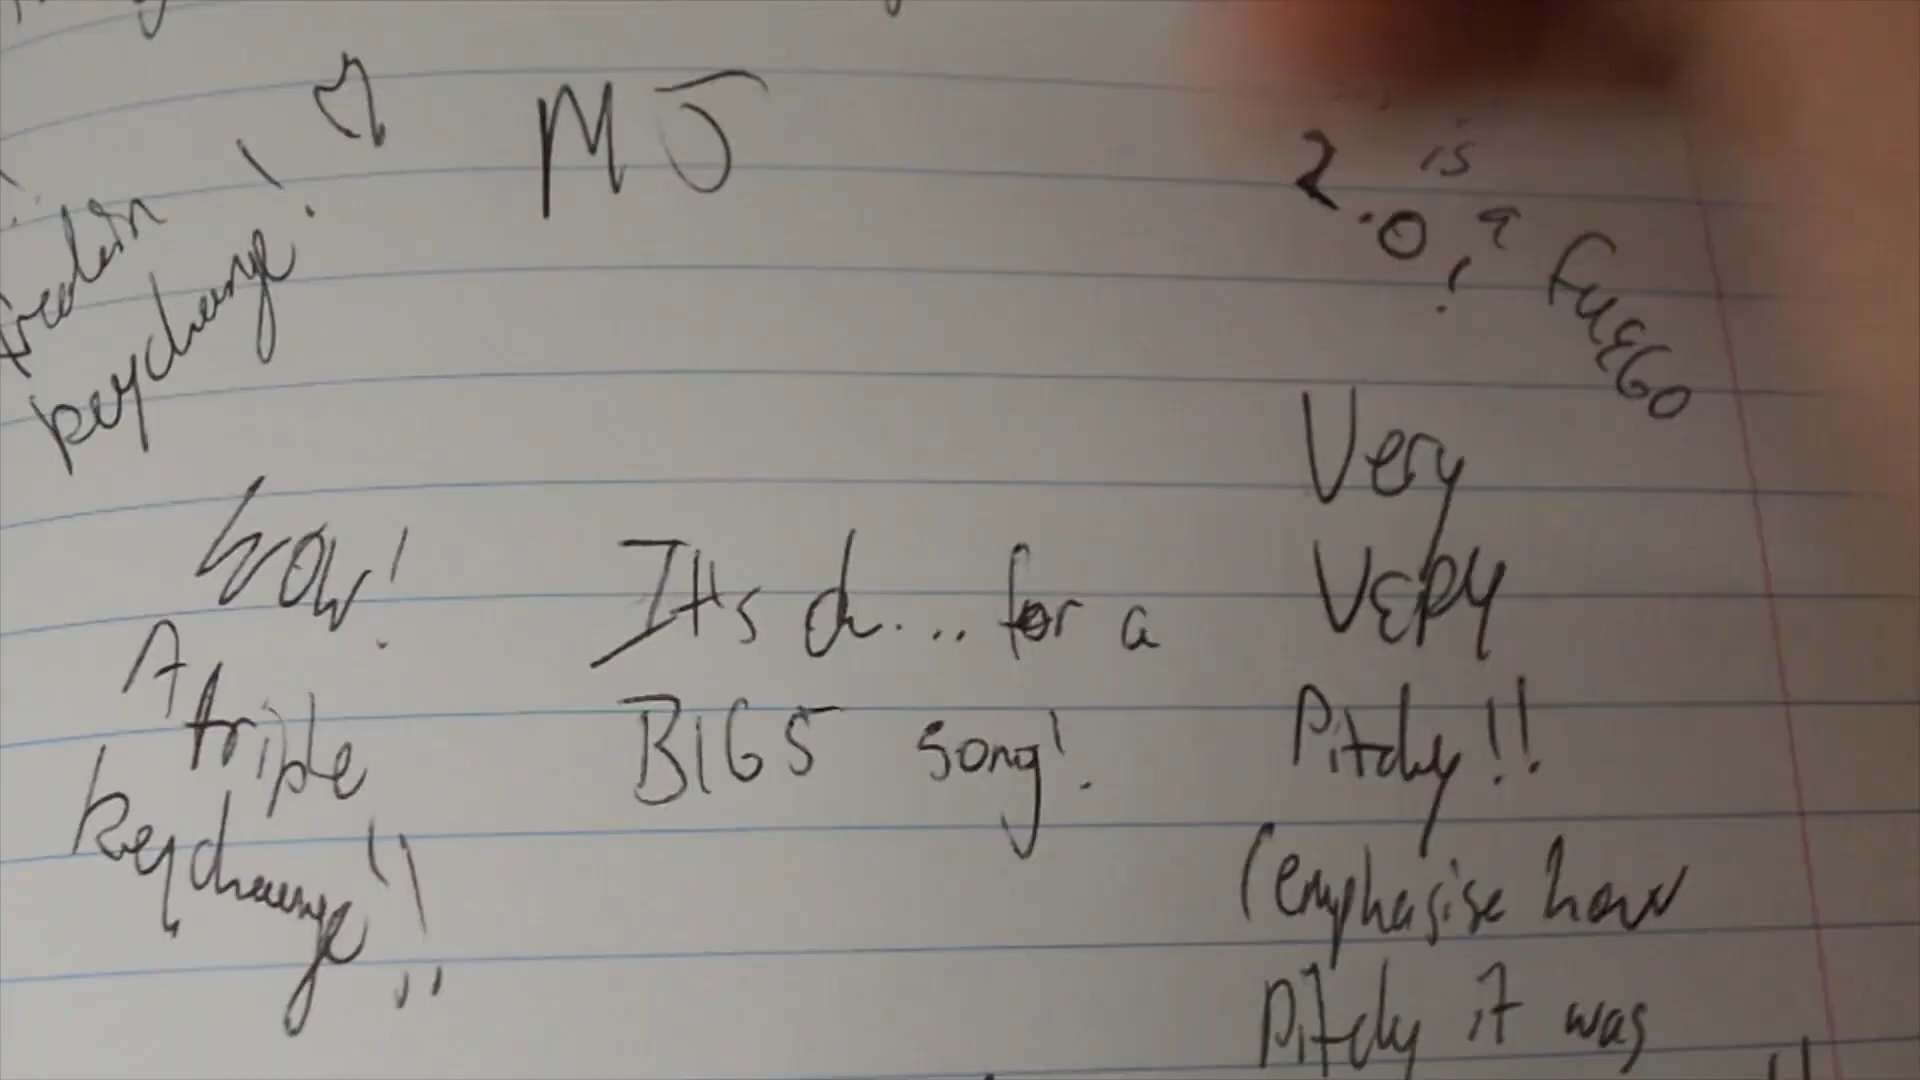 keychange!
MJ
is
2.0!
a
FuEGo
Wow!
A
triple
keychange!!
It's ok... for a
BIG 5 song!
Very
VERY
Pitchy!!
(emphasise how
Pitchy it was